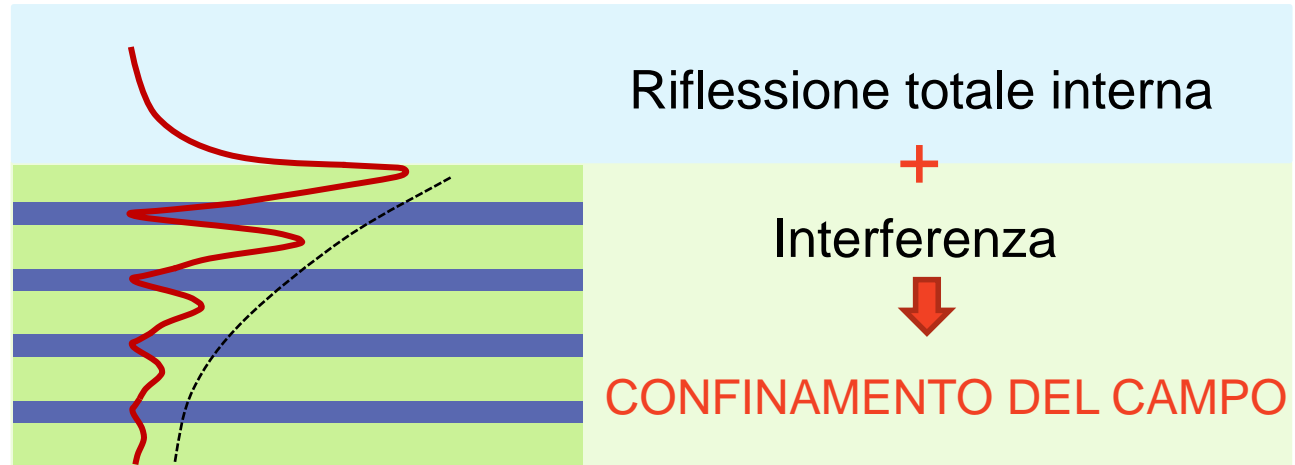 Riflessione totale interna
+
Interferenza
CONFINAMENTO DEL CAMPO